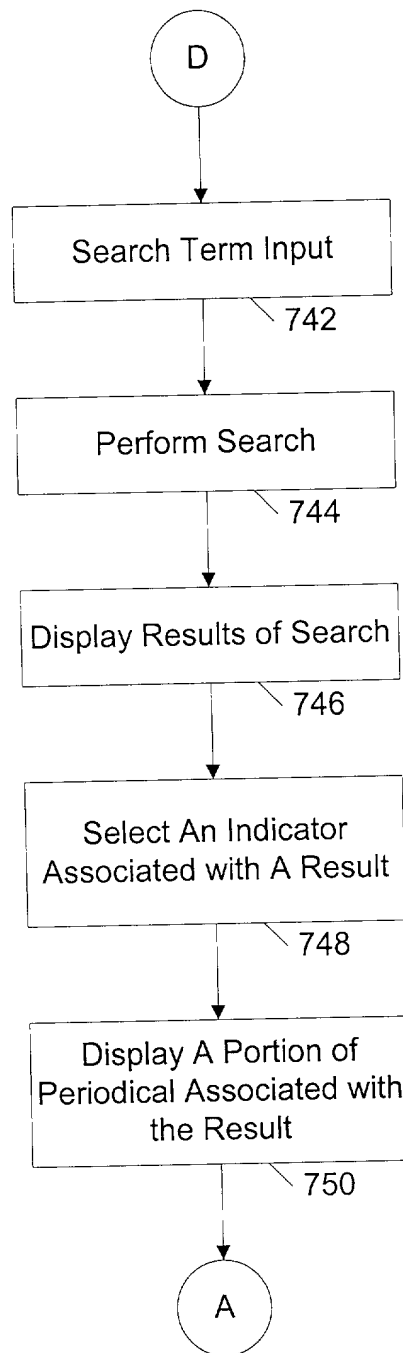 D
Search Term Input
742
Perform Search
744
Display Results of Search
746
Select An Indicator
Associated with A Result
748
Display A Portion of
Periodical Associated with
the Result
750
A